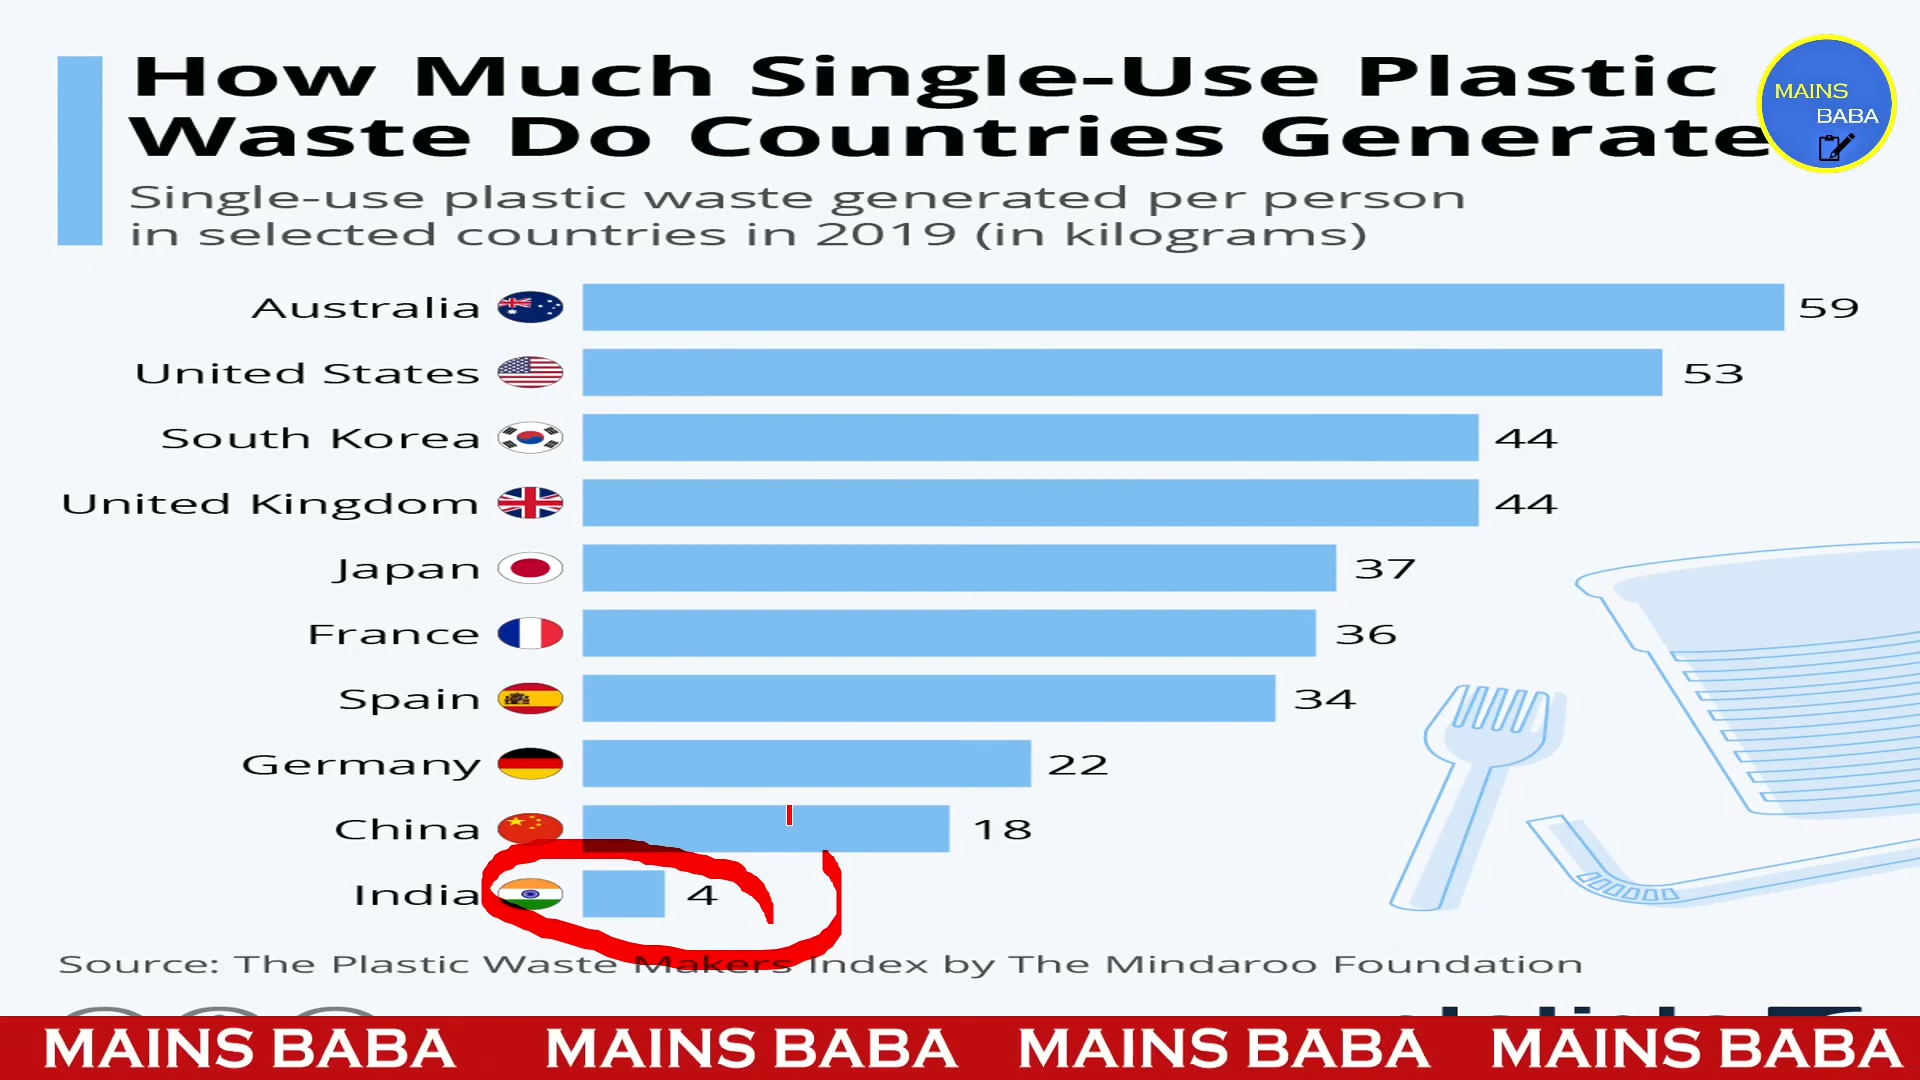 How Much Single-Use Plastic
Waste Do Countries Generate
MAINS
BABA
Single-use plastic waste generated per person
in selected countries in 2019 (in kilograms)
Australia 59
United States 53
South Korea 44
United Kingdom 44
Japan 37
France 36
Spain 34
Germany 22
China 18
India 4
Source: The Plastic Waste Makers Index by The Mindaroo Foundation
MAINS BABA MAINS BABA MAINS BABA MAINS BABA